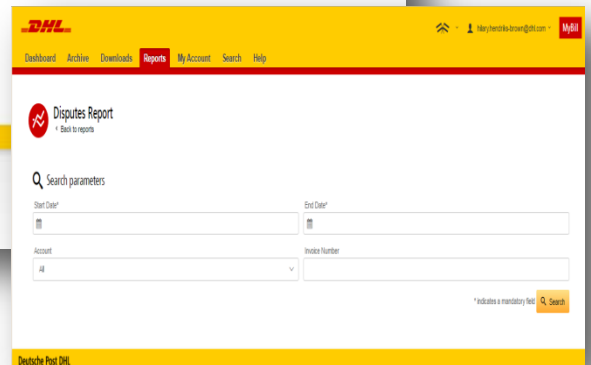 DHL
hilary.hendriks-brown@dhl.com
MyBill
Dashboard Archive Downloads Reports My Account Search Help
Disputes Report
< Back to reports
Search parameters
Start Date* End Date*
Account Invoice Number
All
* indicates a mandatory field Search
Deutsche Post DHL